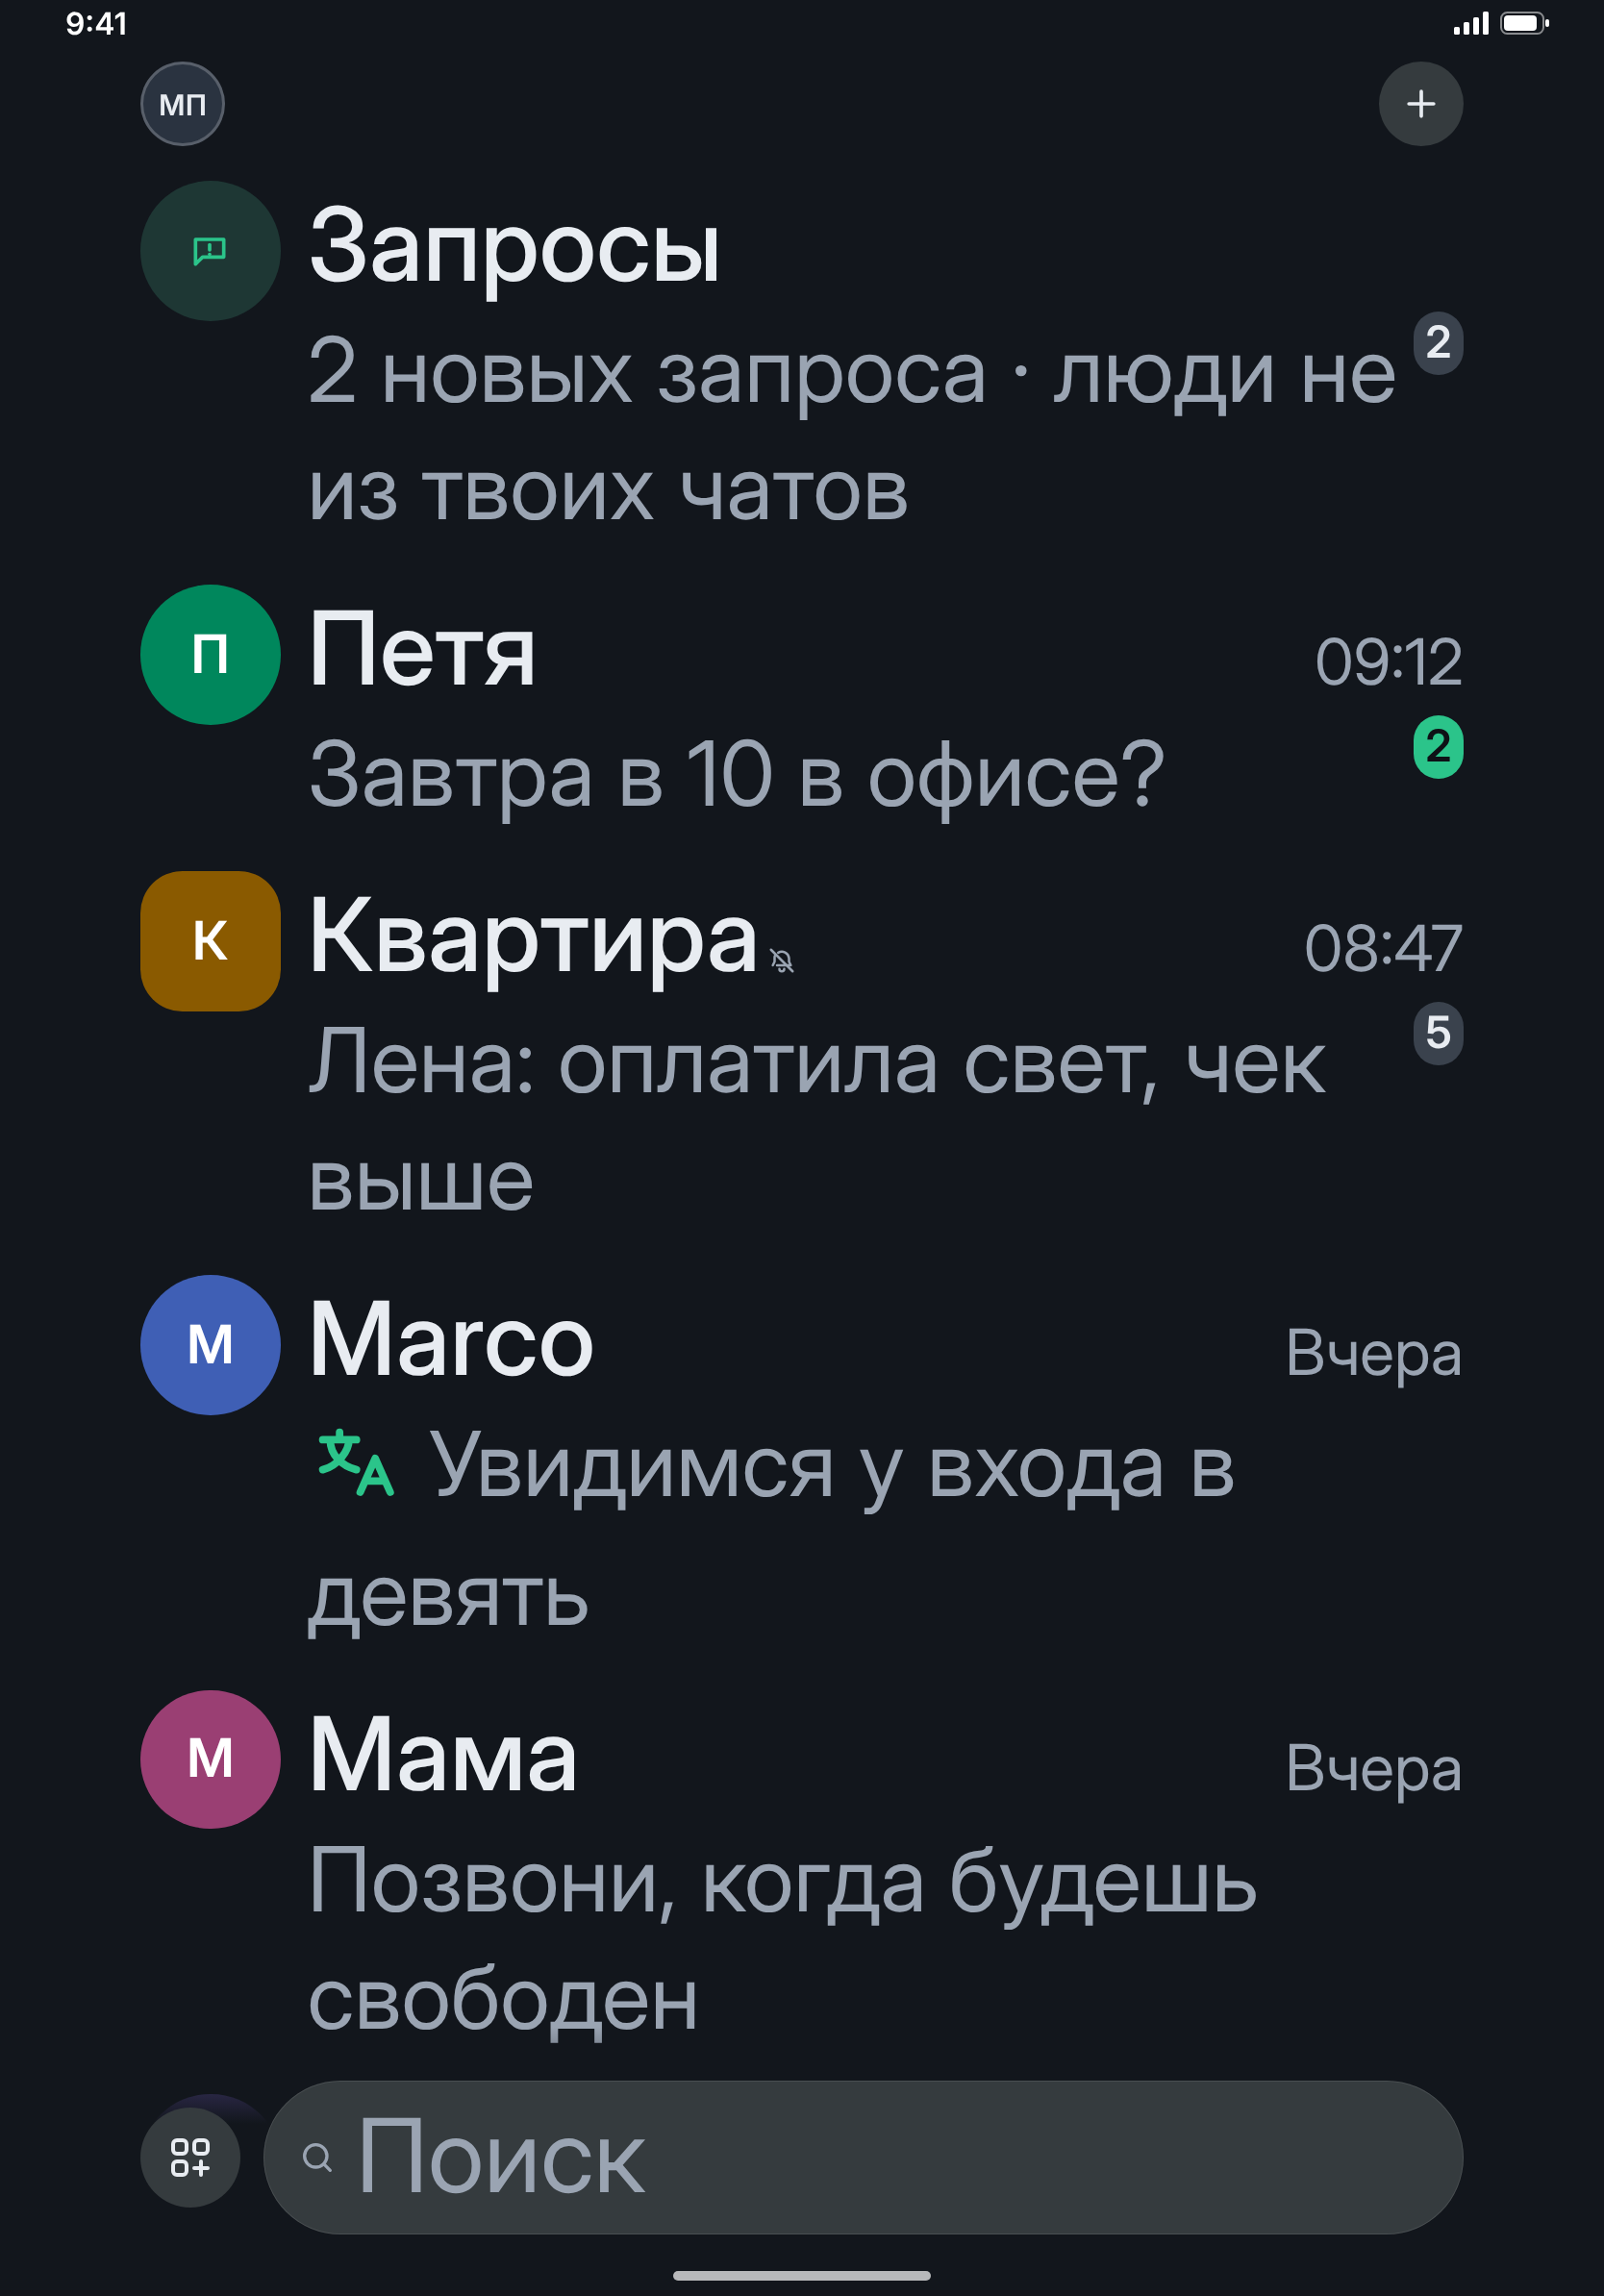 9:41
МП
Запросы
2 новых запроса · люди не
2
из твоих чатов
П
Петя
09:12
Завтра в 10 в офисе?
2
К
Квартира
08:47
Лена: оплатила свет, чек
5
выше
M
Marco
Вчера
文A Увидимся у входа в
девять
М
Мама
Вчера
Позвони, когда будешь
свободен
Поиск